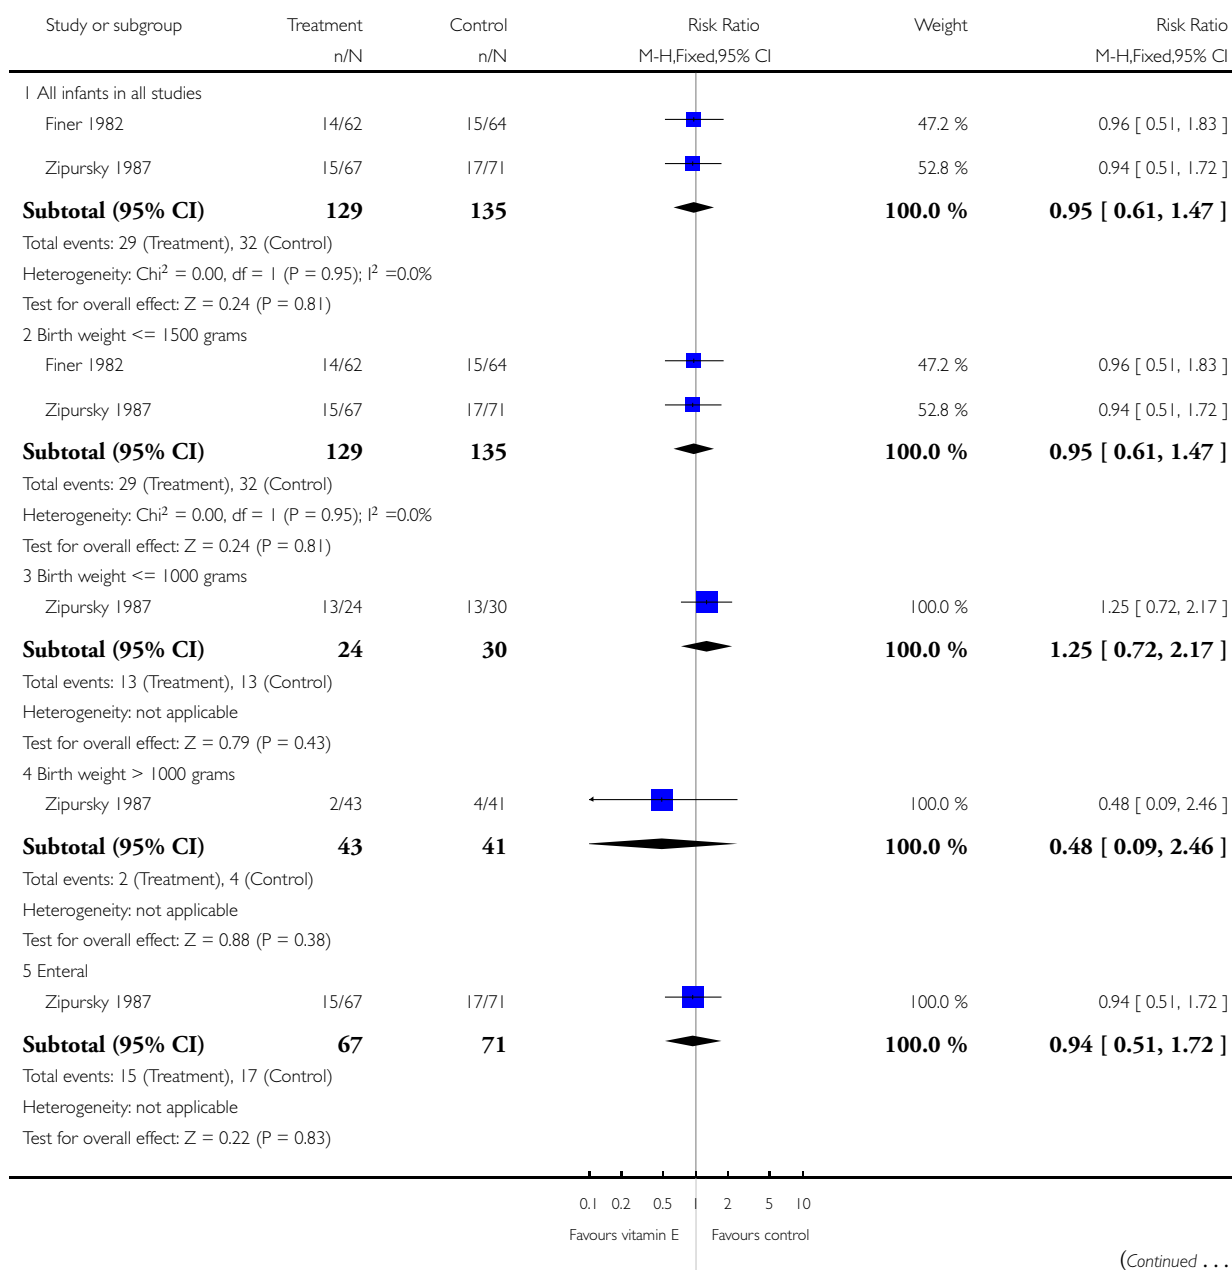 Study or subgroup Treatment Control Risk Ratio Weight Risk Ratio
n/N n/N M-H,Fixed,95% CI M-H,Fixed,95% CI
1 All infants in all studies
Finer 1982 14/62 15/64 47.2 % 0.96 [ 0.51, 1.83 ]
Zipursky 1987 15/67 17/71 52.8 % 0.94 [ 0.51, 1.72 ]
Subtotal (95% CI) 129 135 100.0 % 0.95 [ 0.61, 1.47 ]
Total events: 29 (Treatment), 32 (Control)
Heterogeneity: Chi² = 0.00, df = 1 (P = 0.95); I² =0.0%
Test for overall effect: Z = 0.24 (P = 0.81)
2 Birth weight <= 1500 grams
Finer 1982 14/62 15/64 47.2 % 0.96 [ 0.51, 1.83 ]
Zipursky 1987 15/67 17/71 52.8 % 0.94 [ 0.51, 1.72 ]
Subtotal (95% CI) 129 135 100.0 % 0.95 [ 0.61, 1.47 ]
Total events: 29 (Treatment), 32 (Control)
Heterogeneity: Chi² = 0.00, df = 1 (P = 0.95); I² =0.0%
Test for overall effect: Z = 0.24 (P = 0.81)
3 Birth weight <= 1000 grams
Zipursky 1987 13/24 13/30 100.0 % 1.25 [ 0.72, 2.17 ]
Subtotal (95% CI) 24 30 100.0 % 1.25 [ 0.72, 2.17 ]
Total events: 13 (Treatment), 13 (Control)
Heterogeneity: not applicable
Test for overall effect: Z = 0.79 (P = 0.43)
4 Birth weight > 1000 grams
Zipursky 1987 2/43 4/41 100.0 % 0.48 [ 0.09, 2.46 ]
Subtotal (95% CI) 43 41 100.0 % 0.48 [ 0.09, 2.46 ]
Total events: 2 (Treatment), 4 (Control)
Heterogeneity: not applicable
Test for overall effect: Z = 0.88 (P = 0.38)
5 Enteral
Zipursky 1987 15/67 17/71 100.0 % 0.94 [ 0.51, 1.72 ]
Subtotal (95% CI) 67 71 100.0 % 0.94 [ 0.51, 1.72 ]
Total events: 15 (Treatment), 17 (Control)
Heterogeneity: not applicable
Test for overall effect: Z = 0.22 (P = 0.83)
0.1 0.2 0.5 1 2 5 10
Favours vitamin E Favours control
(Continued . . .